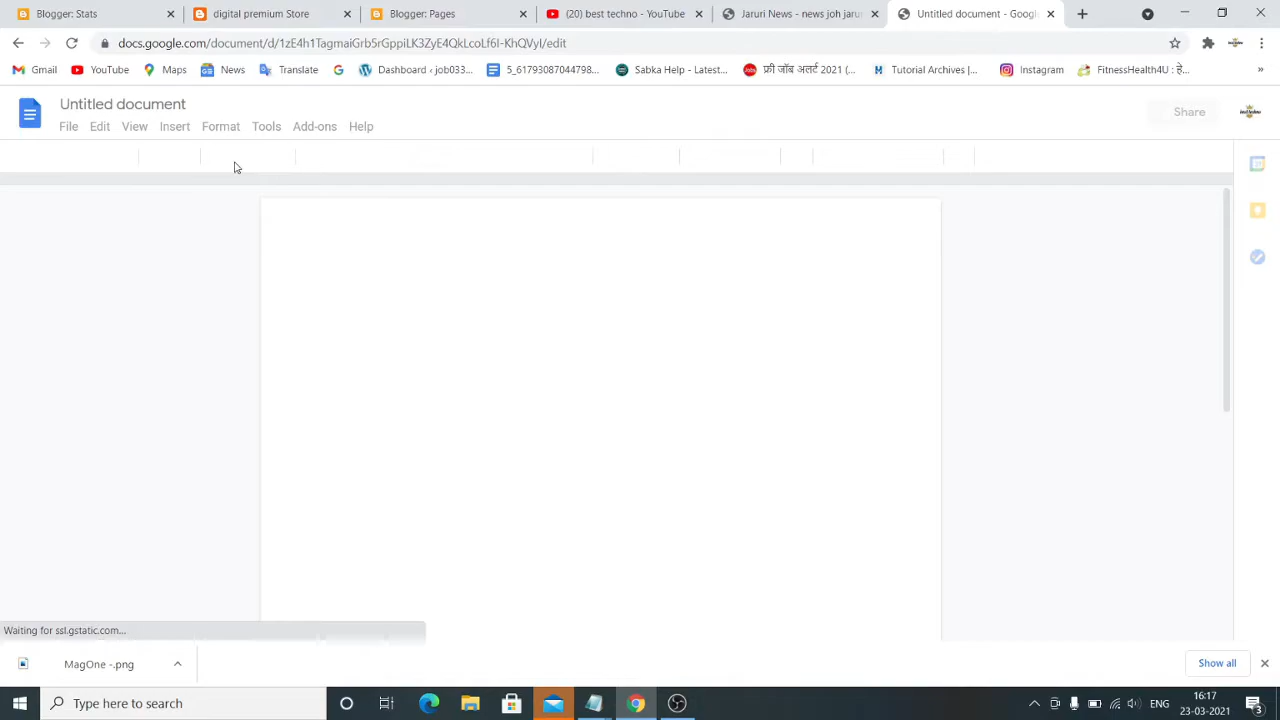 Blogger: Stats
digital premium Store
Blogger: Pages
(20) best techno - YouTube
Jaruri News - news joh jarur
Untitled document - Googl
docs.google.com/document/d/1zE4h1TagmaiGrb5rGppiLK3ZyE4QkLcoLf6I-KhQVyI/edit
Gmail
YouTube
Maps
News
Translate
Dashboard ‹ job033...
5_61793087044798...
Sabka Help - Latest...
फ्री जॉब अलर्ट 2021 (...
Tutorial Archives |...
Instagram
FitnessHealth4U : हे...
Untitled document
File Edit View Insert Format Tools Add-ons Help
Share
Waiting for ssl.gstatic.com...
MagOne -.png
Show all
Type here to search
ENG
16:17
23-03-2021
3